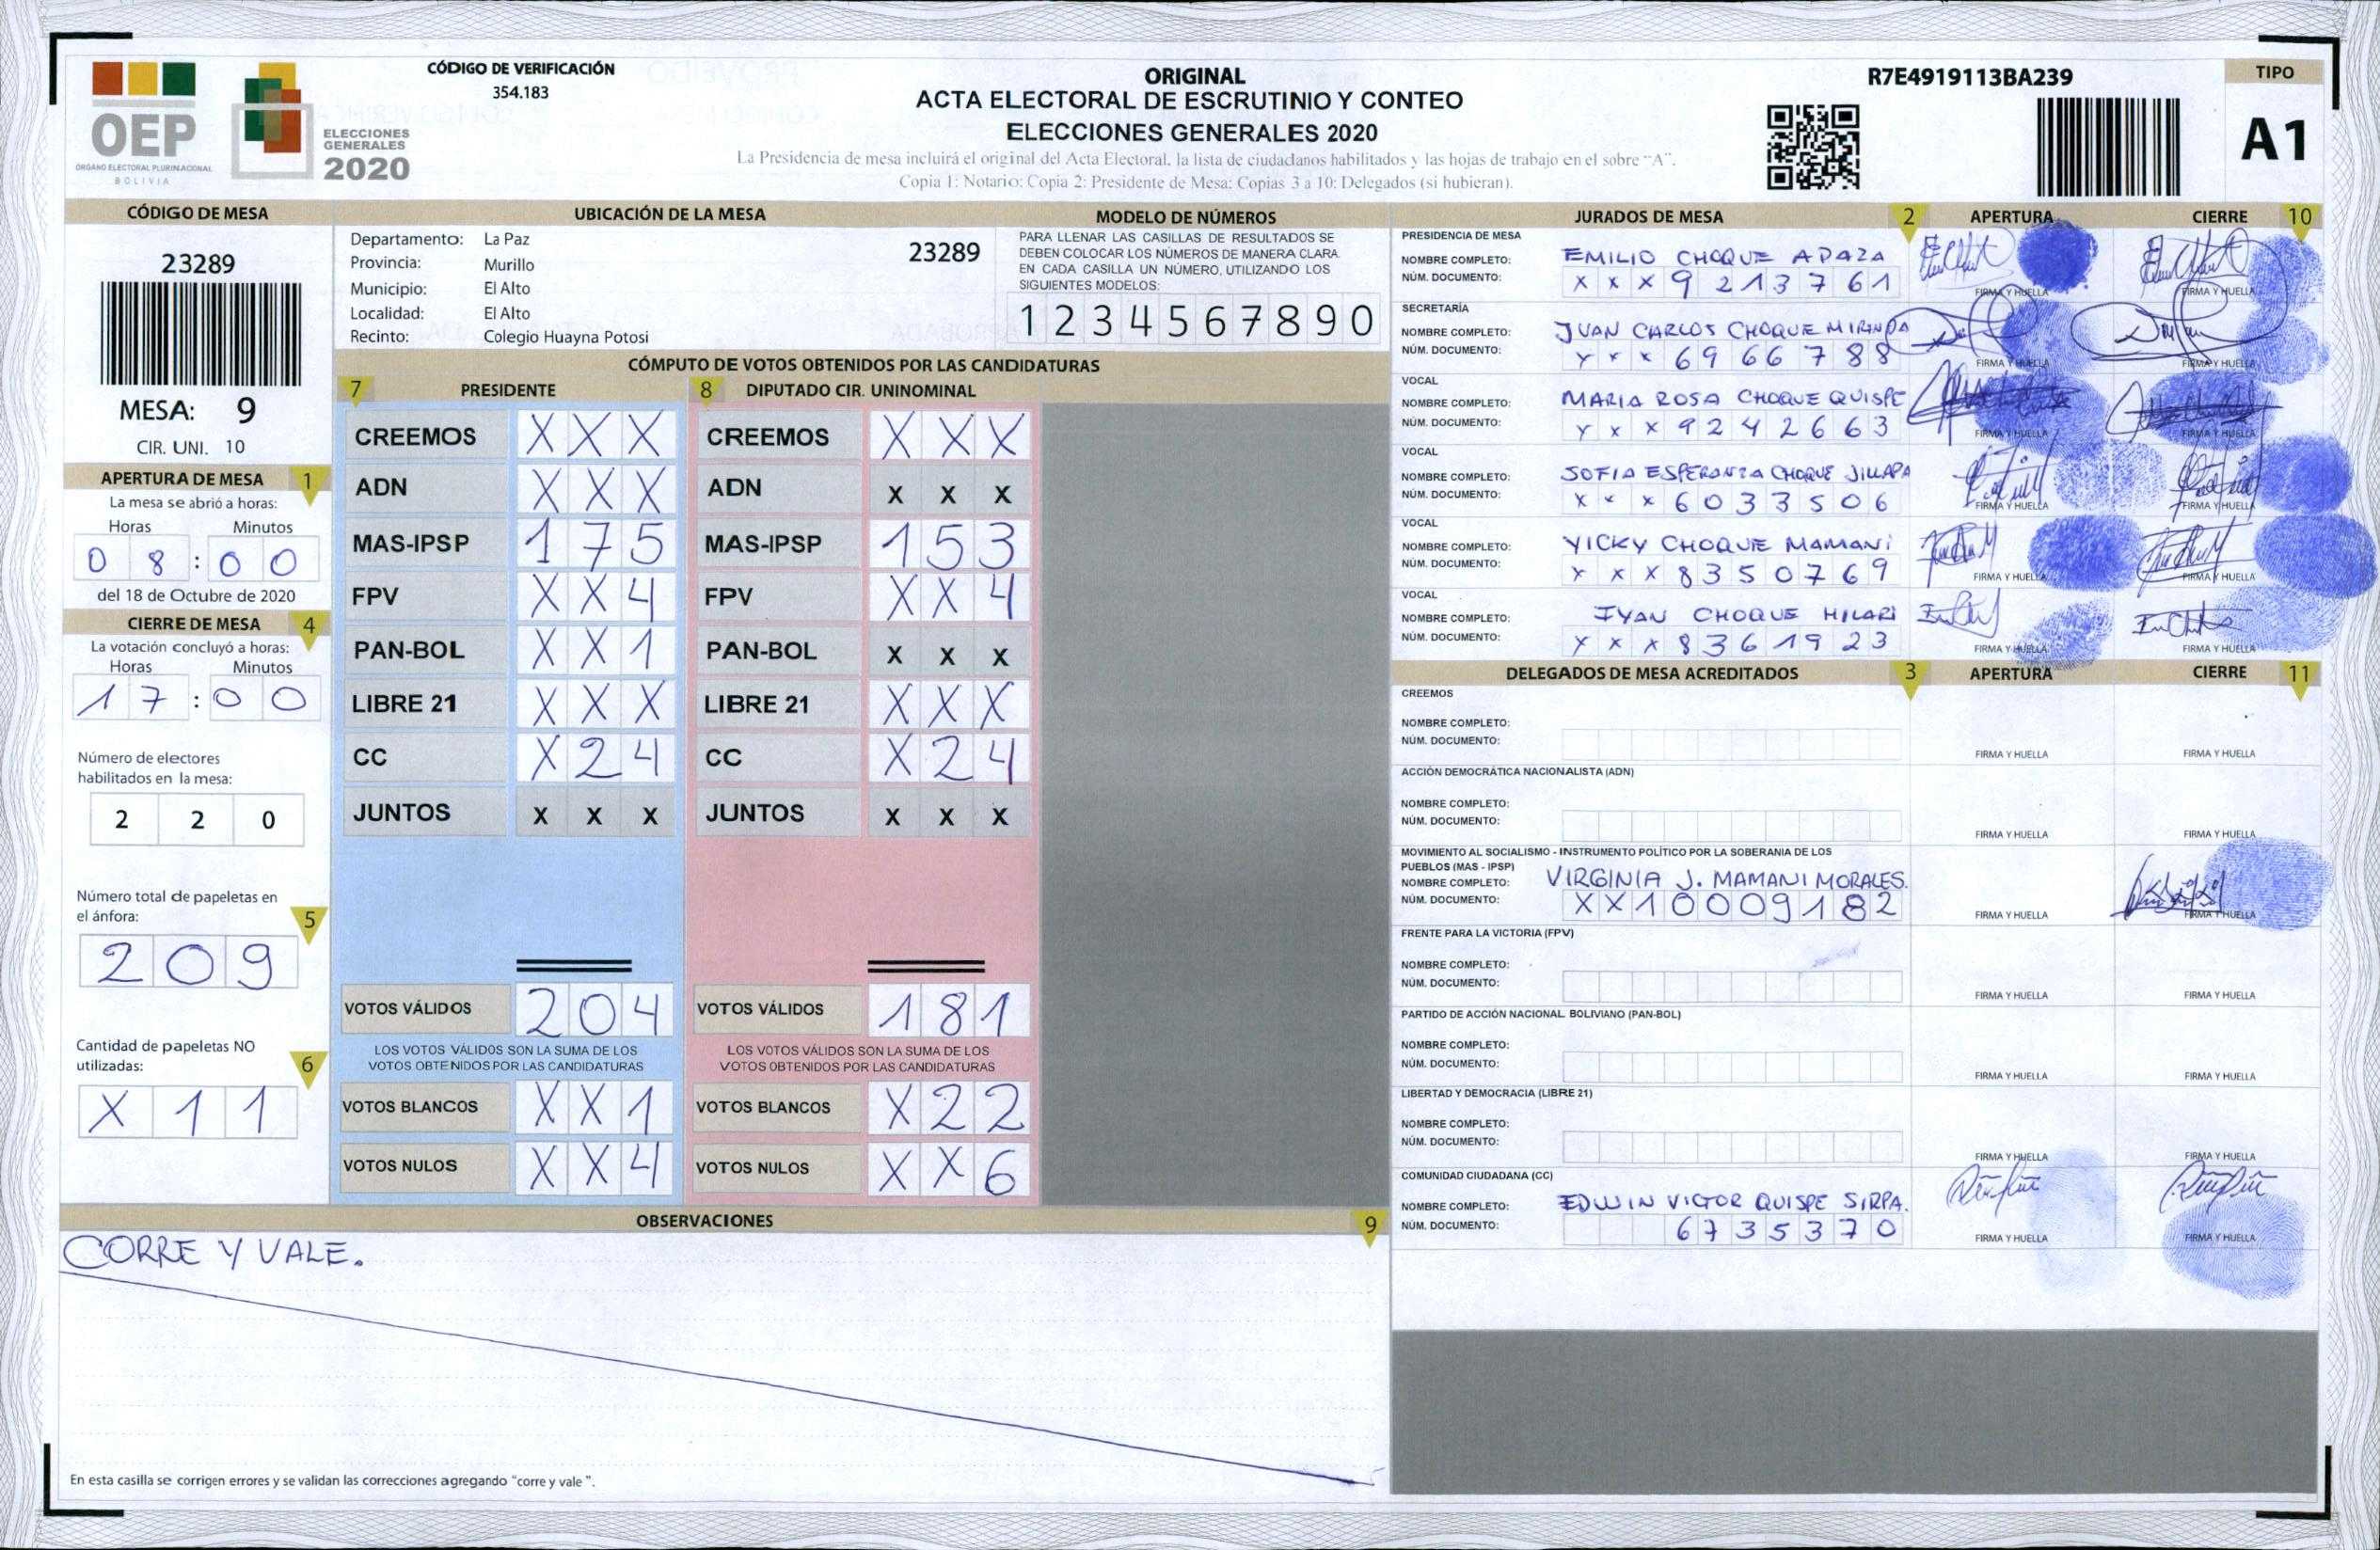 OEP
ÓRGANO ELECTORAL PLURINACIONAL
BOLIVIA
ELECCIONES
GENERALES
2020
CÓDIGO DE VERIFICACIÓN
354.183
ORIGINAL
ACTA ELECTORAL DE ESCRUTINIO Y CONTEO
ELECCIONES GENERALES 2020
La Presidencia de mesa incluirá el original del Acta Electoral, la lista de ciudadanos habilitados y las hojas de trabajo en el sobre "A".
Copia 1: Notario; Copia 2: Presidente de Mesa; Copias 3 a 10: Delegados (si hubieran).
R7E4919113BA239
TIPO
A1
CÓDIGO DE MESA
23289
MESA: 9
CIR. UNI. 10
APERTURA DE MESA 1
La mesa se abrió a horas:
Horas Minutos
0 8 : 0 0
del 18 de Octubre de 2020
CIERRE DE MESA 4
La votación concluyó a horas:
Horas Minutos
1 7 : 0 0
Número de electores
habilitados en la mesa:
2 2 0
Número total de papeletas en
el ánfora: 5
2 0 9
Cantidad de papeletas NO
utilizadas: 6
X 1 1
UBICACIÓN DE LA MESA
Departamento: La Paz
Provincia: Murillo
Municipio: El Alto
Localidad: El Alto
Recinto: Colegio Huayna Potosi
23289
MODELO DE NÚMEROS
PARA LLENAR LAS CASILLAS DE RESULTADOS SE
DEBEN COLOCAR LOS NÚMEROS DE MANERA CLARA.
EN CADA CASILLA UN NÚMERO, UTILIZANDO LOS
SIGUIENTES MODELOS:
1 2 3 4 5 6 7 8 9 0
CÓMPUTO DE VOTOS OBTENIDOS POR LAS CANDIDATURAS
7 PRESIDENTE
CREEMOS X X X
ADN X X X
MAS-IPSP 1 7 5
FPV X X 4
PAN-BOL X X 1
LIBRE 21 X X X
CC X 2 4
JUNTOS X X X
VOTOS VÁLIDOS 2 0 4
LOS VOTOS VÁLIDOS SON LA SUMA DE LOS
VOTOS OBTENIDOS POR LAS CANDIDATURAS
VOTOS BLANCOS X X 1
VOTOS NULOS X X 4
8 DIPUTADO CIR. UNINOMINAL
CREEMOS X X X
ADN X X X
MAS-IPSP 1 5 3
FPV X X 4
PAN-BOL X X X
LIBRE 21 X X X
CC X 2 4
JUNTOS X X X
VOTOS VÁLIDOS 1 8 1
LOS VOTOS VÁLIDOS SON LA SUMA DE LOS
VOTOS OBTENIDOS POR LAS CANDIDATURAS
VOTOS BLANCOS X 2 2
VOTOS NULOS X X 6
OBSERVACIONES 9
CORRE Y VALE.
En esta casilla se corrigen errores y se validan las correcciones agregando "corre y vale ".
JURADOS DE MESA 2 APERTURA CIERRE 10
PRESIDENCIA DE MESA
NOMBRE COMPLETO: EMILIO CHOQUE APAZA
NÚM. DOCUMENTO: X X X 9 2 1 3 7 6 1
FIRMA Y HUELLA FIRMA Y HUELLA
SECRETARÍA
NOMBRE COMPLETO: JUAN CARLOS CHOQUE MIRANDA
NÚM. DOCUMENTO: X X X 6 9 6 6 7 8 8
FIRMA Y HUELLA FIRMA Y HUELLA
VOCAL
NOMBRE COMPLETO: MARIA ROSA CHOQUE QUISPE
NÚM. DOCUMENTO: X X X 9 2 4 2 6 6 3
FIRMA Y HUELLA FIRMA Y HUELLA
VOCAL
NOMBRE COMPLETO: SOFIA ESPERANZA CHOQUE JILLAPA
NÚM. DOCUMENTO: X X X 6 0 3 3 5 0 6
FIRMA Y HUELLA FIRMA Y HUELLA
VOCAL
NOMBRE COMPLETO: VICKY CHOQUE MAMANI
NÚM. DOCUMENTO: X X X 8 3 5 0 7 6 9
FIRMA Y HUELLA FIRMA Y HUELLA
VOCAL
NOMBRE COMPLETO: IVAN CHOQUE HILARI
NÚM. DOCUMENTO: X X X 8 3 6 1 9 2 3
FIRMA Y HUELLA FIRMA Y HUELLA
DELEGADOS DE MESA ACREDITADOS 3 APERTURA CIERRE 11
CREEMOS
NOMBRE COMPLETO:
NÚM. DOCUMENTO:
FIRMA Y HUELLA FIRMA Y HUELLA
ACCIÓN DEMOCRÁTICA NACIONALISTA (ADN)
NOMBRE COMPLETO:
NÚM. DOCUMENTO:
FIRMA Y HUELLA FIRMA Y HUELLA
MOVIMIENTO AL SOCIALISMO - INSTRUMENTO POLÍTICO POR LA SOBERANIA DE LOS
PUEBLOS (MAS - IPSP)
NOMBRE COMPLETO: VIRGINIA J. MAMANI MORALES.
NÚM. DOCUMENTO: X X 1 0 0 0 9 1 8 2
FIRMA Y HUELLA FIRMA Y HUELLA
FRENTE PARA LA VICTORIA (FPV)
NOMBRE COMPLETO:
NÚM. DOCUMENTO:
FIRMA Y HUELLA FIRMA Y HUELLA
PARTIDO DE ACCIÓN NACIONAL BOLIVIANO (PAN-BOL)
NOMBRE COMPLETO:
NÚM. DOCUMENTO:
FIRMA Y HUELLA FIRMA Y HUELLA
LIBERTAD Y DEMOCRACIA (LIBRE 21)
NOMBRE COMPLETO:
NÚM. DOCUMENTO:
FIRMA Y HUELLA FIRMA Y HUELLA
COMUNIDAD CIUDADANA (CC)
NOMBRE COMPLETO: EDWIN VICTOR QUISPE SIRPA.
NÚM. DOCUMENTO: 6 7 3 5 3 7 0
FIRMA Y HUELLA FIRMA Y HUELLA